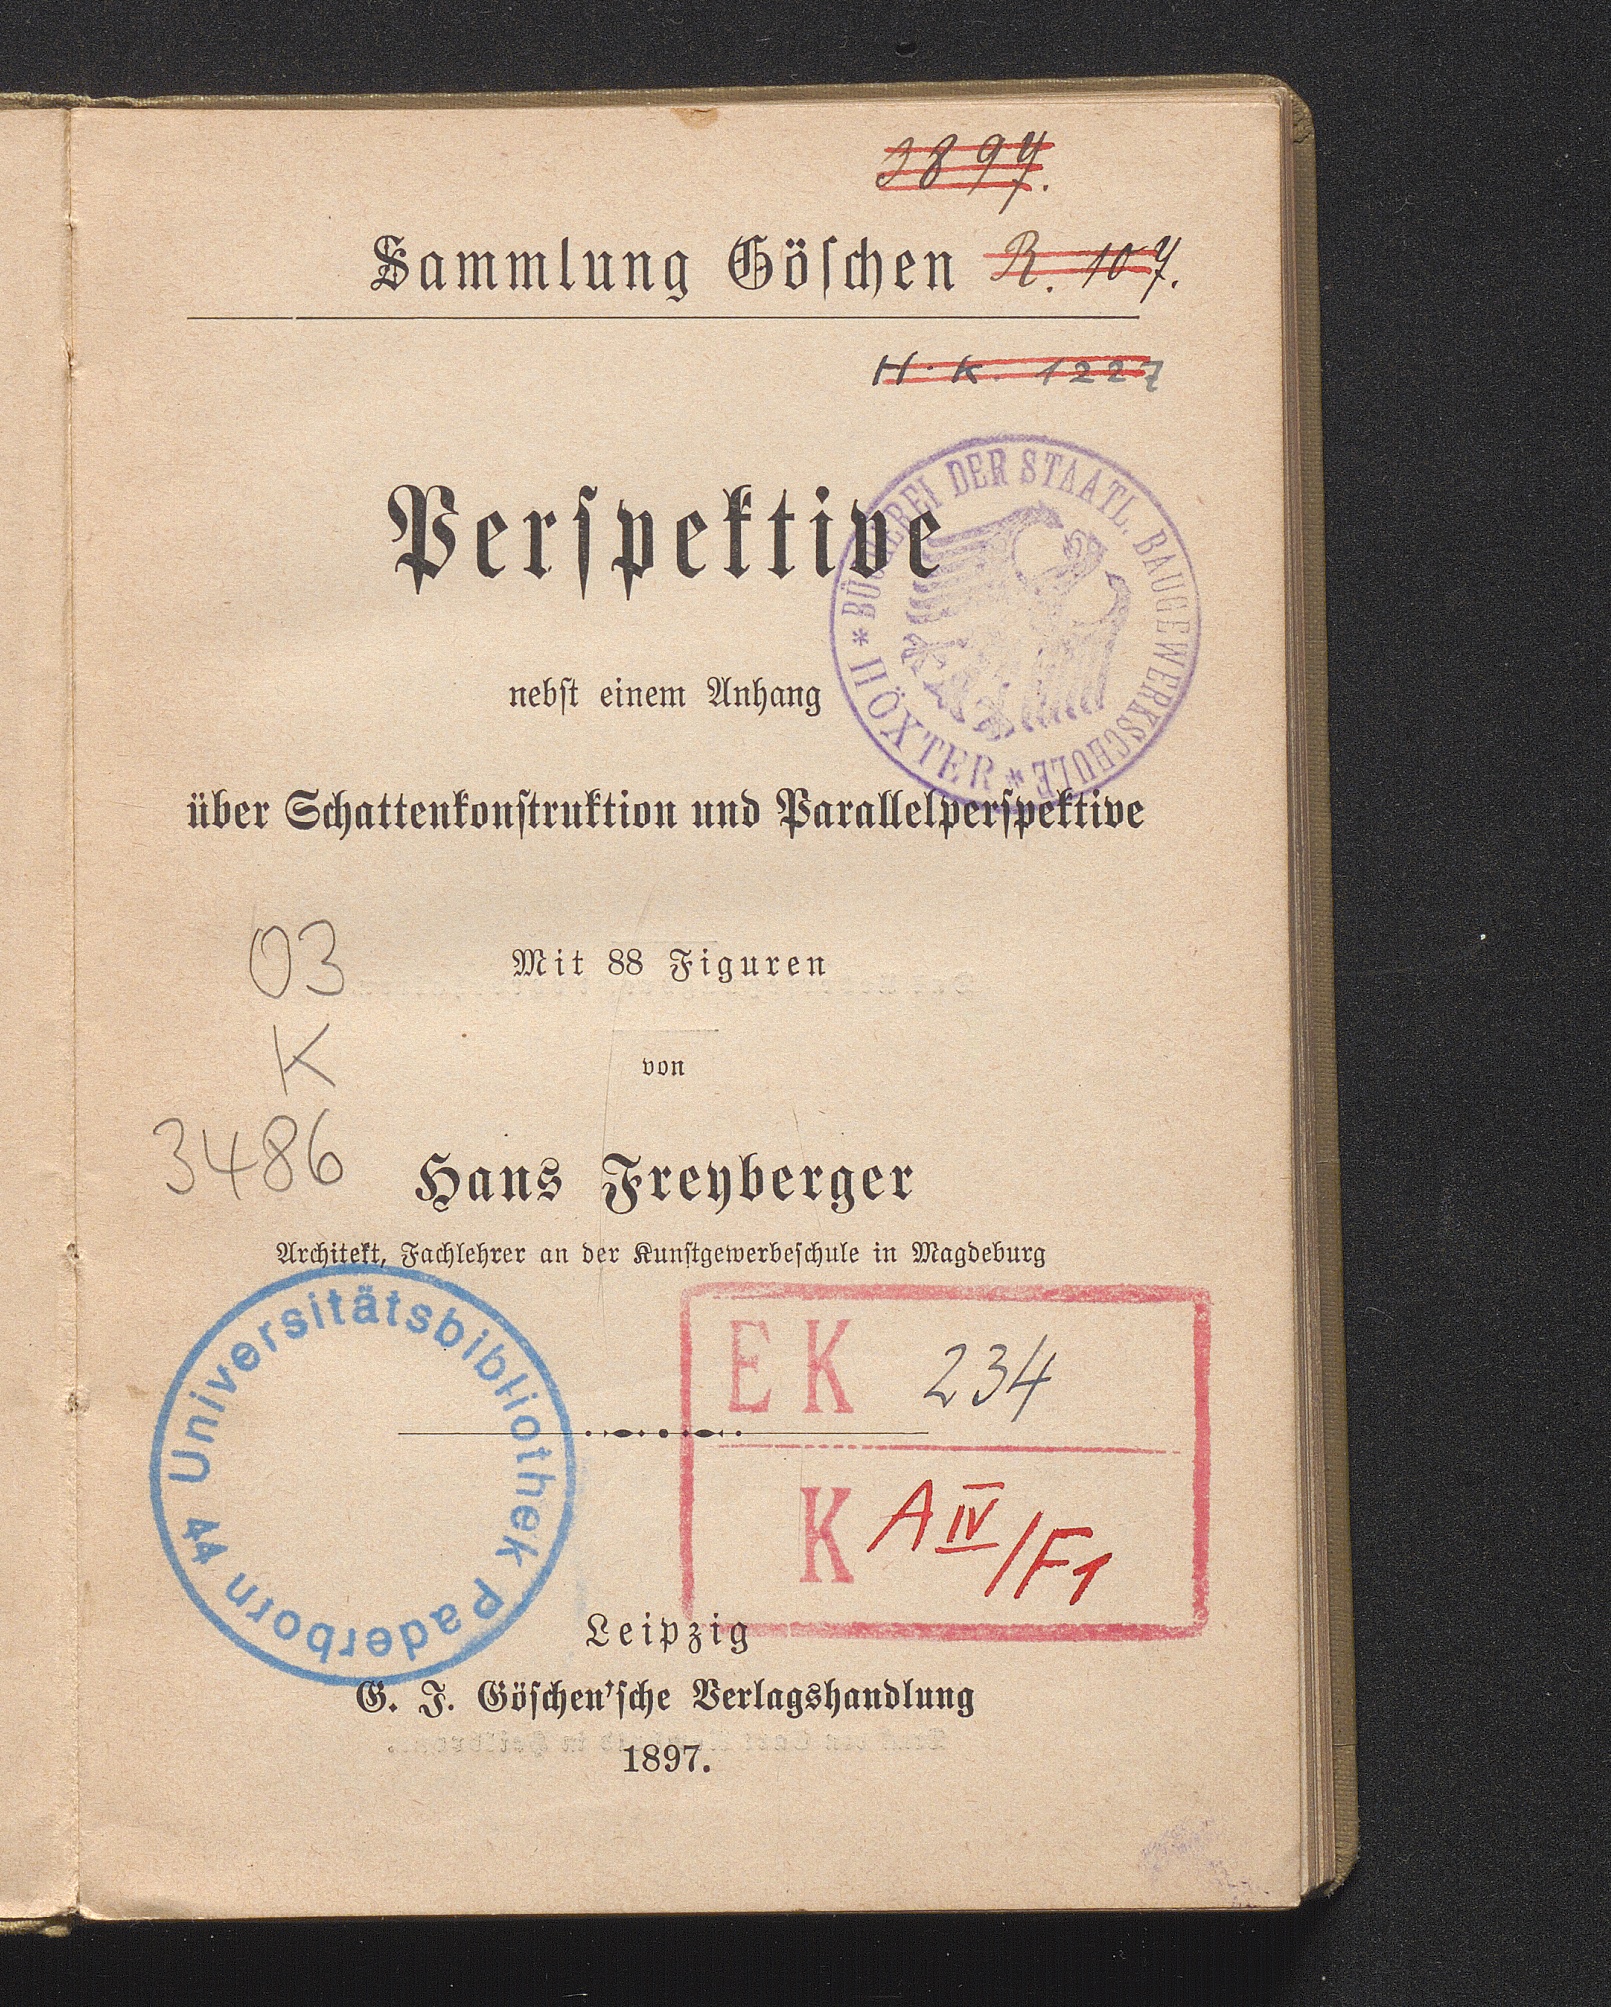 3897.
Sammlung Göſchen R. 107.
H. K. 1227
Perſpektive
* BÜCHEREI DER STAATL. BAUGEWERKSCHULE * HÖXTER
nebſt einem Anhang
über Schattenkonſtruktion und Parallelperſpektive
03
Mit 88 Figuren
K
von
3486
Hans Freyberger
Architekt, Fachlehrer an der Kunſtgewerbeſchule in Magdeburg
Universitätsbibliothek Paderborn 44
EK 234
K A IV/F1
Leipzig
G. J. Göſchen'ſche Verlagshandlung
1897.